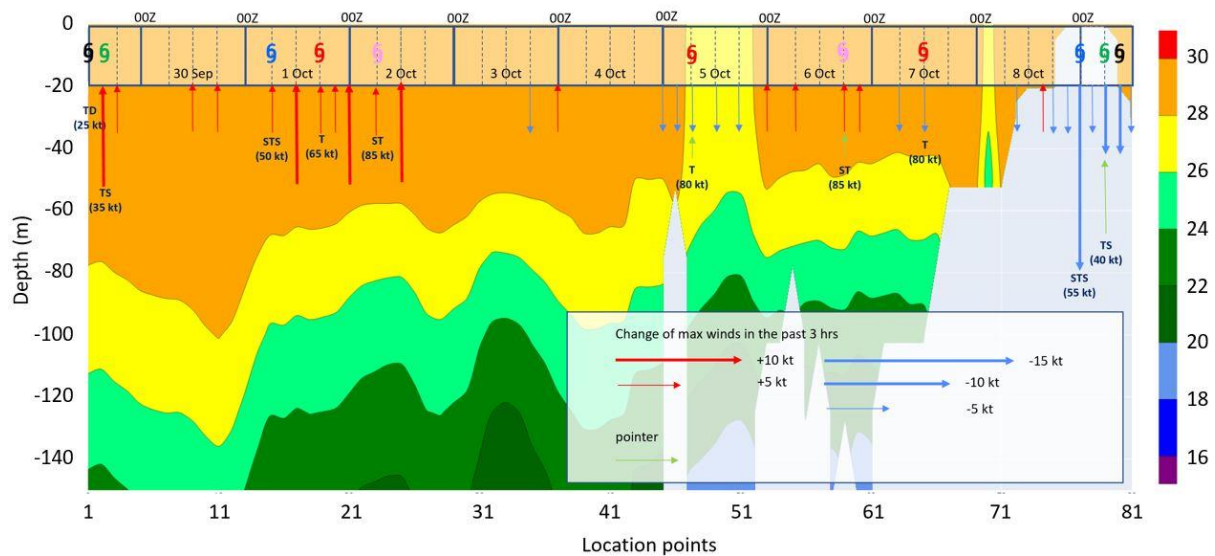 00Z 00Z 00Z 00Z 00Z 00Z 00Z 00Z 00Z 00Z
0
-20
-40
-60
-80
-100
-120
-140
Depth (m)
30 Sep
1 Oct
2 Oct
3 Oct
4 Oct
5 Oct
6 Oct
7 Oct
8 Oct
TD
(25 kt)
TS
(35 kt)
STS
(50 kt)
T
(65 kt)
ST
(85 kt)
T
(80 kt)
ST
(85 kt)
T
(80 kt)
STS
(55 kt)
TS
(40 kt)
Change of max winds in the past 3 hrs
+10 kt
-15 kt
+5 kt
-10 kt
-5 kt
pointer
1 11 21 31 41 51 61 71 81
Location points
30
28
26
24
22
20
18
16